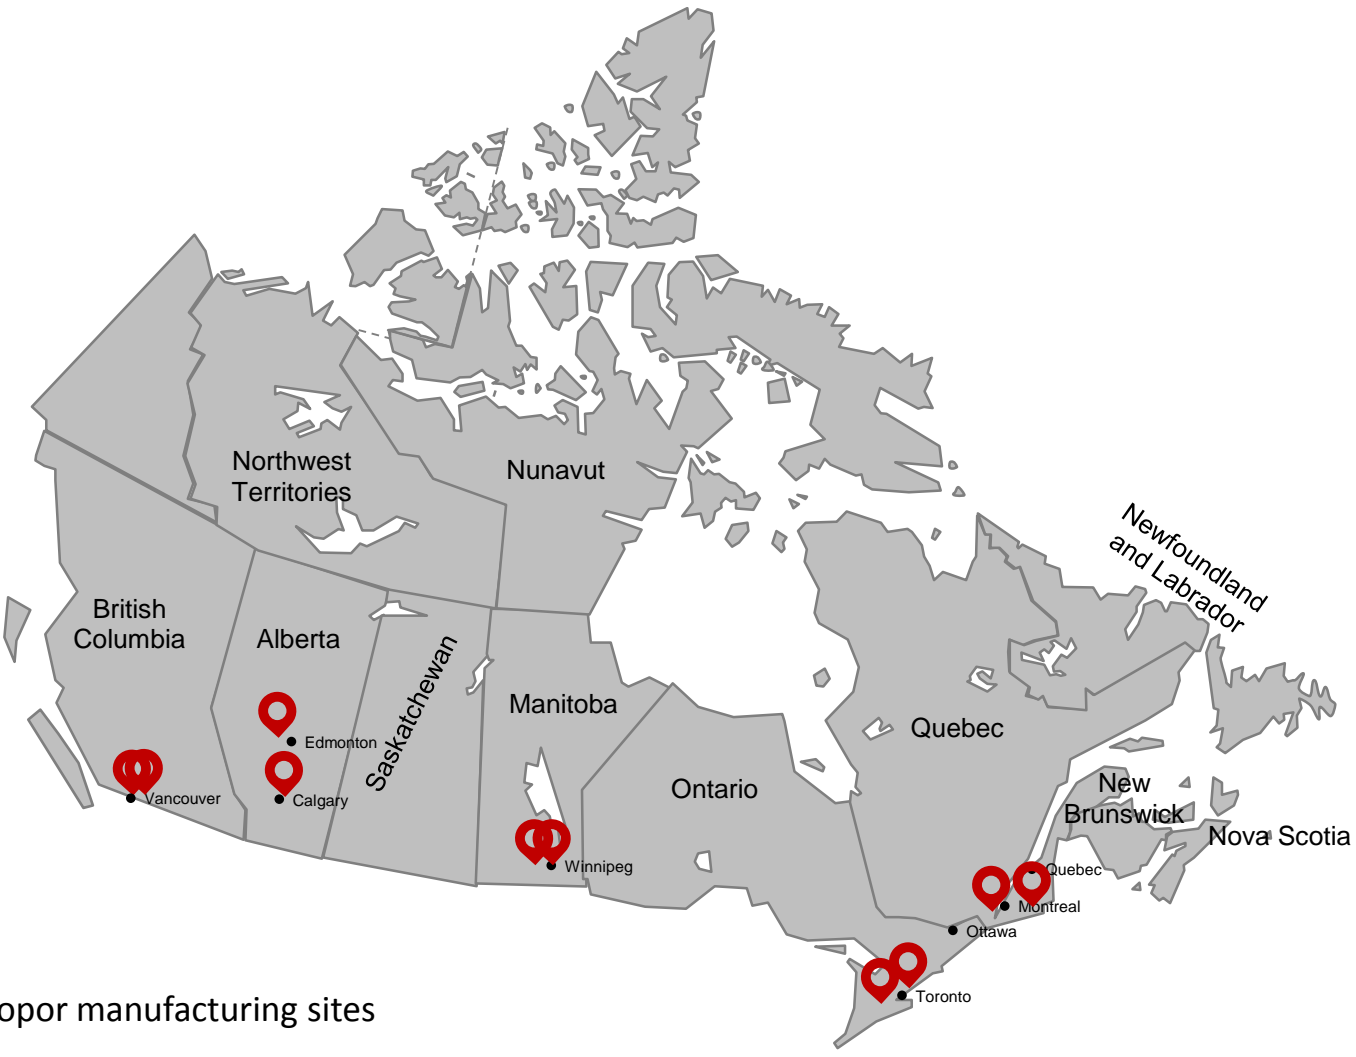 Newfoundland
and Labrador
Northwest
Territories
Nunavut
British
Columbia
Alberta
Saskatchewan
Manitoba
Quebec
Ontario
New
Brunswick
Nova Scotia
Edmonton
Vancouver
Calgary
Winnipeg
Quebec
Montreal
Ottawa
Toronto
opor manufacturing sites